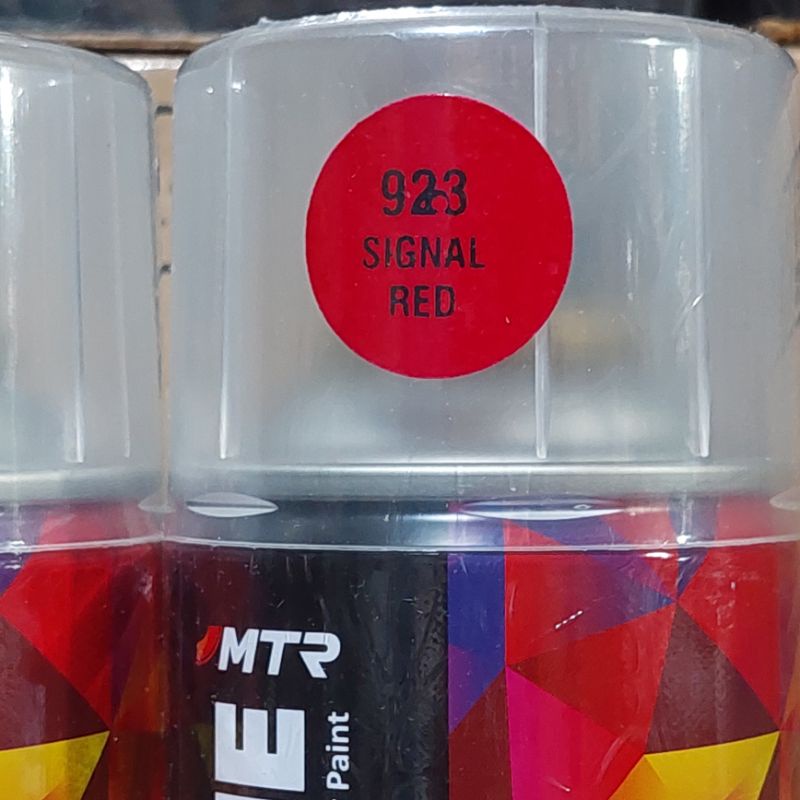 923
SIGNAL
RED
MTR
Paint